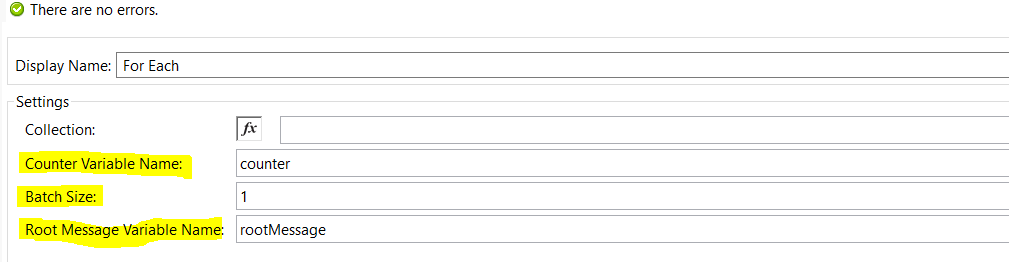 There are no errors.
Display Name: For Each
Settings
Collection: fx
Counter Variable Name: counter
Batch Size: 1
Root Message Variable Name: rootMessage